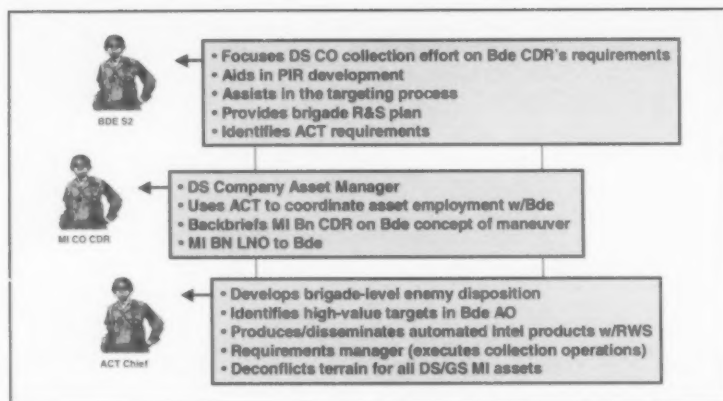 • Focuses DS CO collection effort on Bde CDR's requirements
• Aids in PIR development
• Assists in the targeting process
• Provides brigade R&S plan
• Identifies ACT requirements
BDE S2
• DS Company Asset Manager
• Uses ACT to coordinate asset employment w/Bde
• Backbriefs MI Bn CDR on Bde concept of maneuver
• MI BN LNO to Bde
MI CO CDR
• Develops brigade-level enemy disposition
• Identifies high-value targets in Bde AO
• Produces/disseminates automated Intel products w/RWS
• Requirements manager (executes collection operations)
• Deconflicts terrain for all DS/GS MI assets
ACT Chief